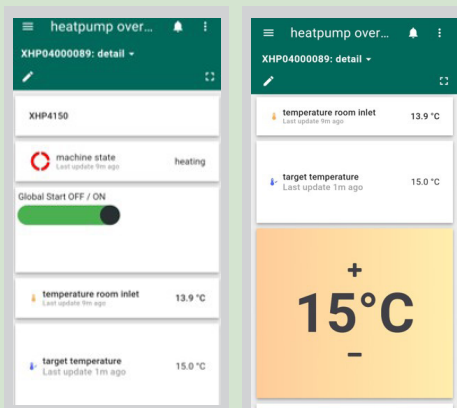 heatpump over...
XHP04000089: detail
XHP4150
machine state
Last update 9m ago
heating
Global Start OFF / ON
temperature room inlet
Last update 9m ago
13.9 °C
target temperature
Last update 1m ago
15.0 °C
heatpump over...
XHP04000089: detail
temperature room inlet
Last update 9m ago
13.9 °C
target temperature
Last update 1m ago
15.0 °C
+
15°C
−